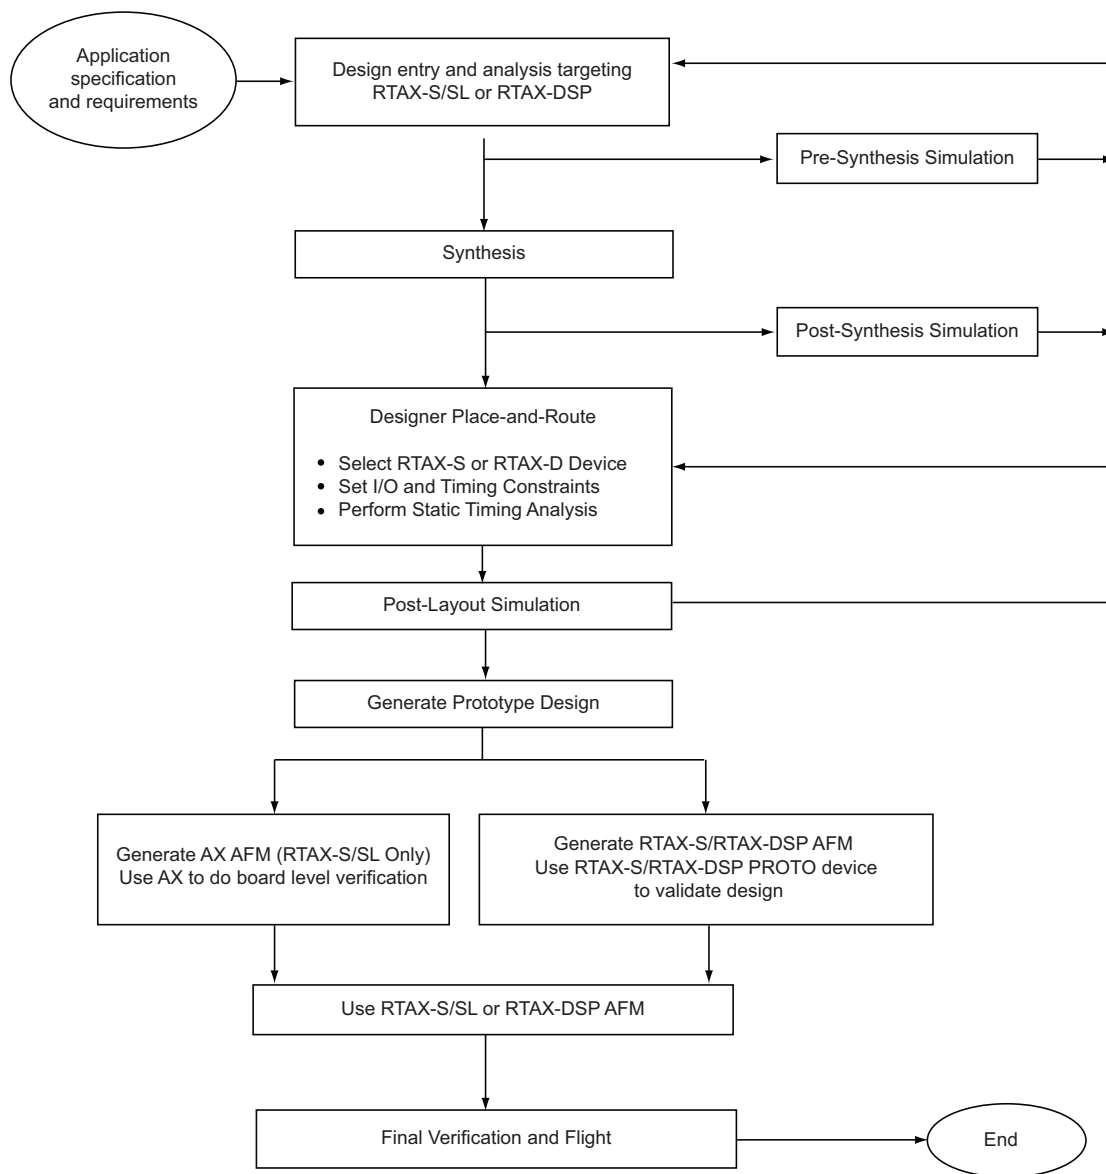 Application
specification
and requirements
Design entry and analysis targeting
RTAX-S/SL or RTAX-DSP
Pre-Synthesis Simulation
Synthesis
Post-Synthesis Simulation
Designer Place-and-Route
• Select RTAX-S or RTAX-D Device
• Set I/O and Timing Constraints
• Perform Static Timing Analysis
Post-Layout Simulation
Generate Prototype Design
Generate AX AFM (RTAX-S/SL Only)
Use AX to do board level verification
Generate RTAX-S/RTAX-DSP AFM
Use RTAX-S/RTAX-DSP PROTO device
to validate design
Use RTAX-S/SL or RTAX-DSP AFM
Final Verification and Flight
End